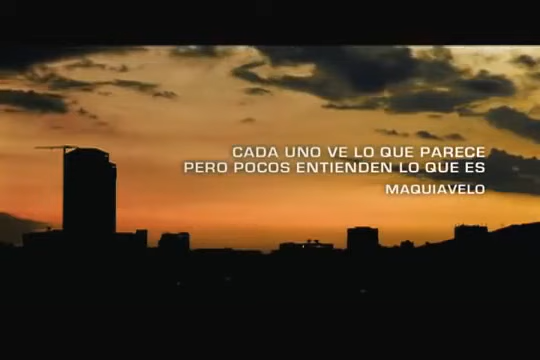 CADA UNO VE LO QUE PARECE
PERO POCOS ENTIENDEN LO QUE ES
MAQUIAVELO